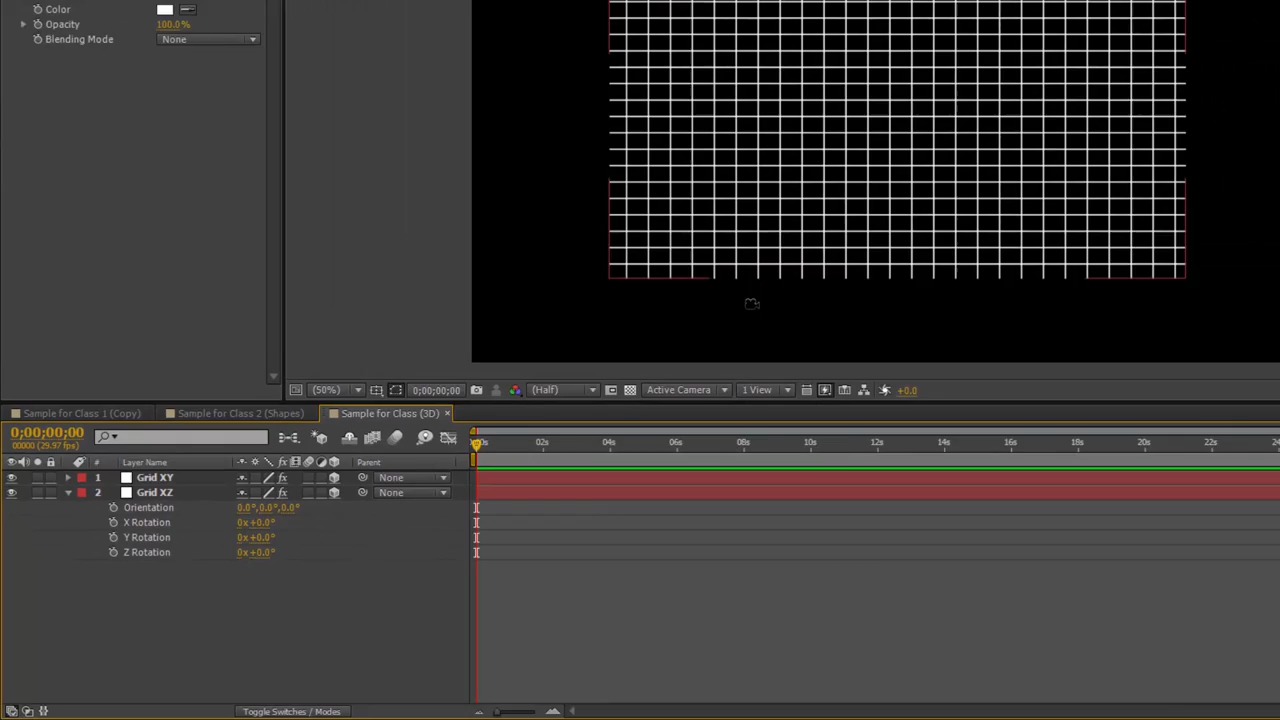 Color
Opacity 100.0%
Blending Mode None
(50%) 0;00;00;00 (Half) Active Camera 1 View +0.0
Sample for Class 1 (Copy) Sample for Class 2 (Shapes) Sample for Class (3D) ×
0;00;00;00
00000 (29.97 fps)
02s 04s 06s 08s 10s 12s 14s 16s 18s 20s 22s
# Layer Name fx Parent
1 Grid XY fx None
2 Grid XZ fx None
Orientation 0.0°,0.0°,0.0°
X Rotation 0x+0.0°
Y Rotation 0x+0.0°
Z Rotation 0x+0.0°
Toggle Switches / Modes